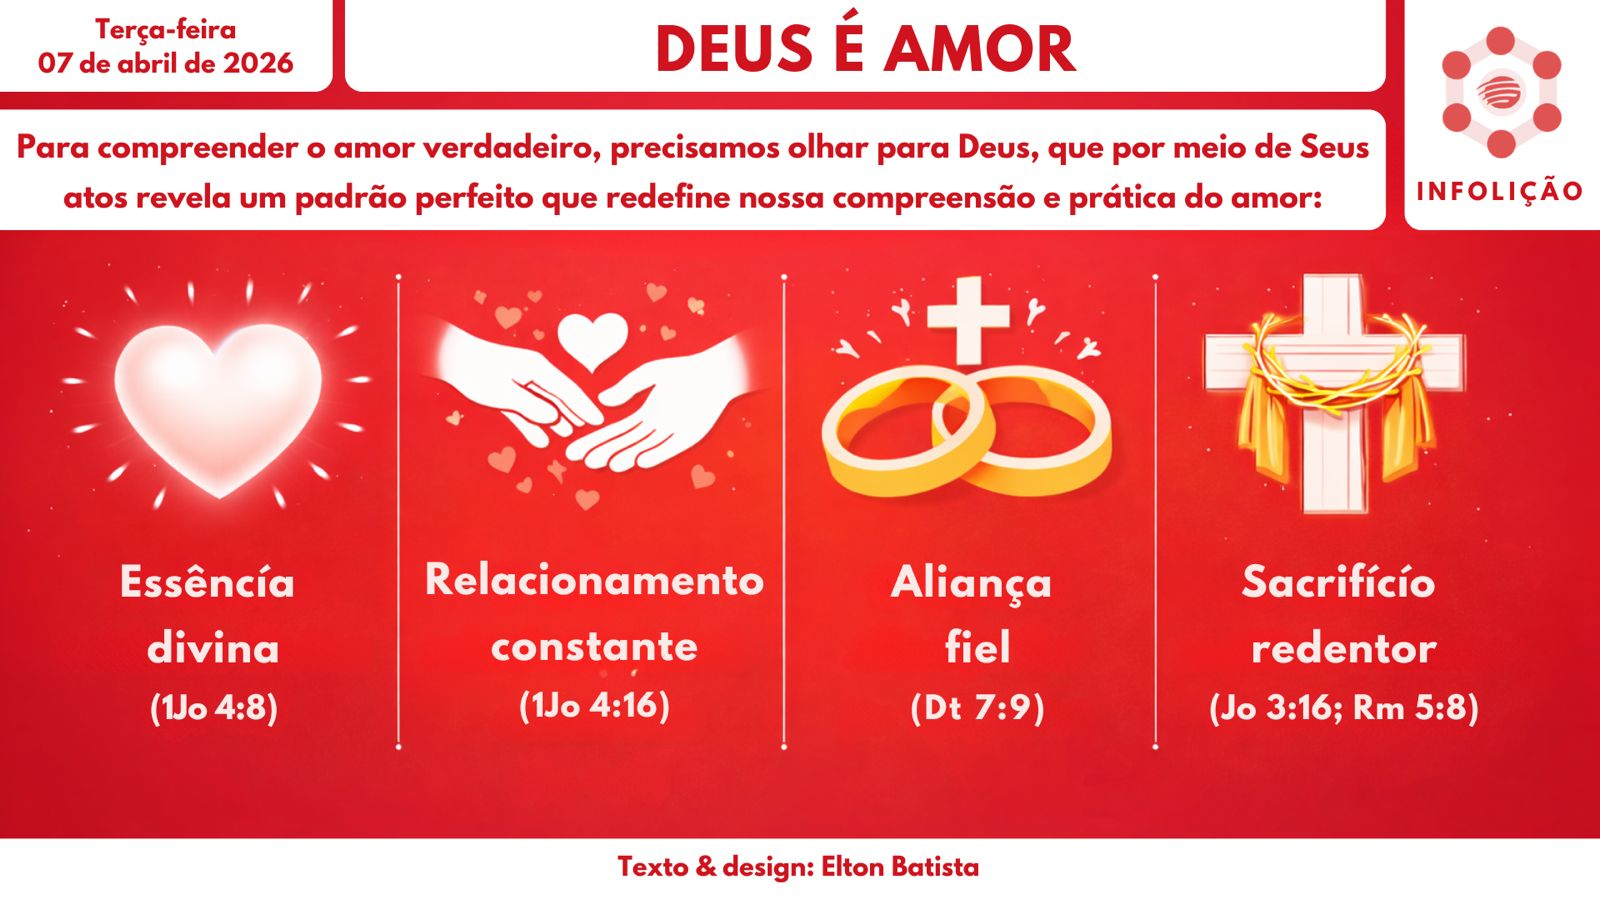 Terça-feira
07 de abril de 2026
DEUS É AMOR
INFOLIÇÃO
Para compreender o amor verdadeiro, precisamos olhar para Deus, que por meio de Seus
atos revela um padrão perfeito que redefine nossa compreensão e prática do amor:
Essêncía
divina
(1Jo 4:8)
Relacionamento
constante
(1Jo 4:16)
Aliança
fiel
(Dt 7:9)
Sacrifícío
redentor
(Jo 3:16; Rm 5:8)
Texto & design: Elton Batista